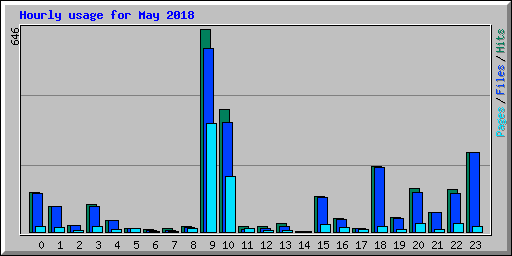 Hourly usage for May 2018
646
Pages / Files / Hits
0 1 2 3 4 5 6 7 8 9 10 11 12 13 14 15 16 17 18 19 20 21 22 23